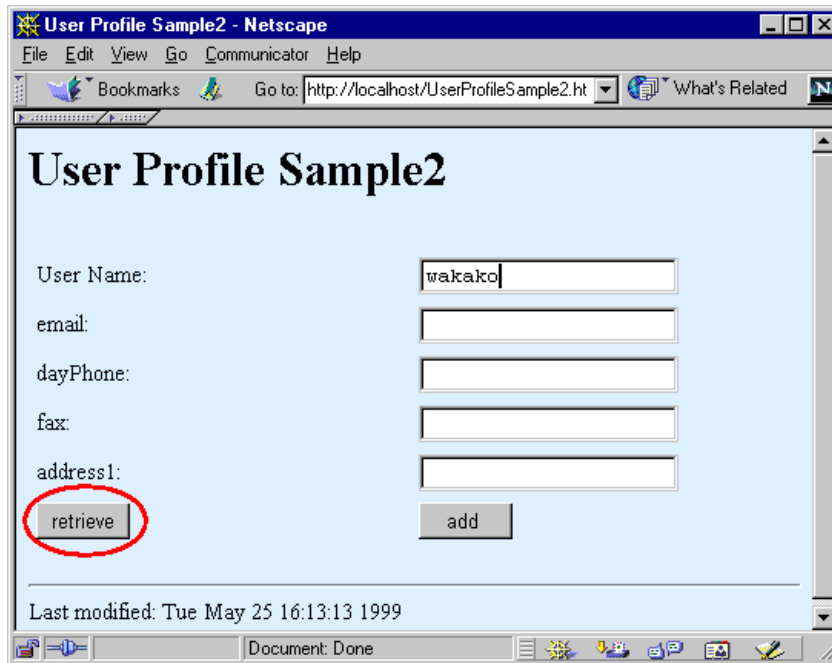 User Profile Sample2 - Netscape
File Edit View Go Communicator Help
Bookmarks Go to: http://localhost/UserProfileSample2.ht What's Related N
User Profile Sample2
User Name: wakako
email:
dayPhone:
fax:
address1:
retrieve add
Last modified: Tue May 25 16:13:13 1999
Document: Done